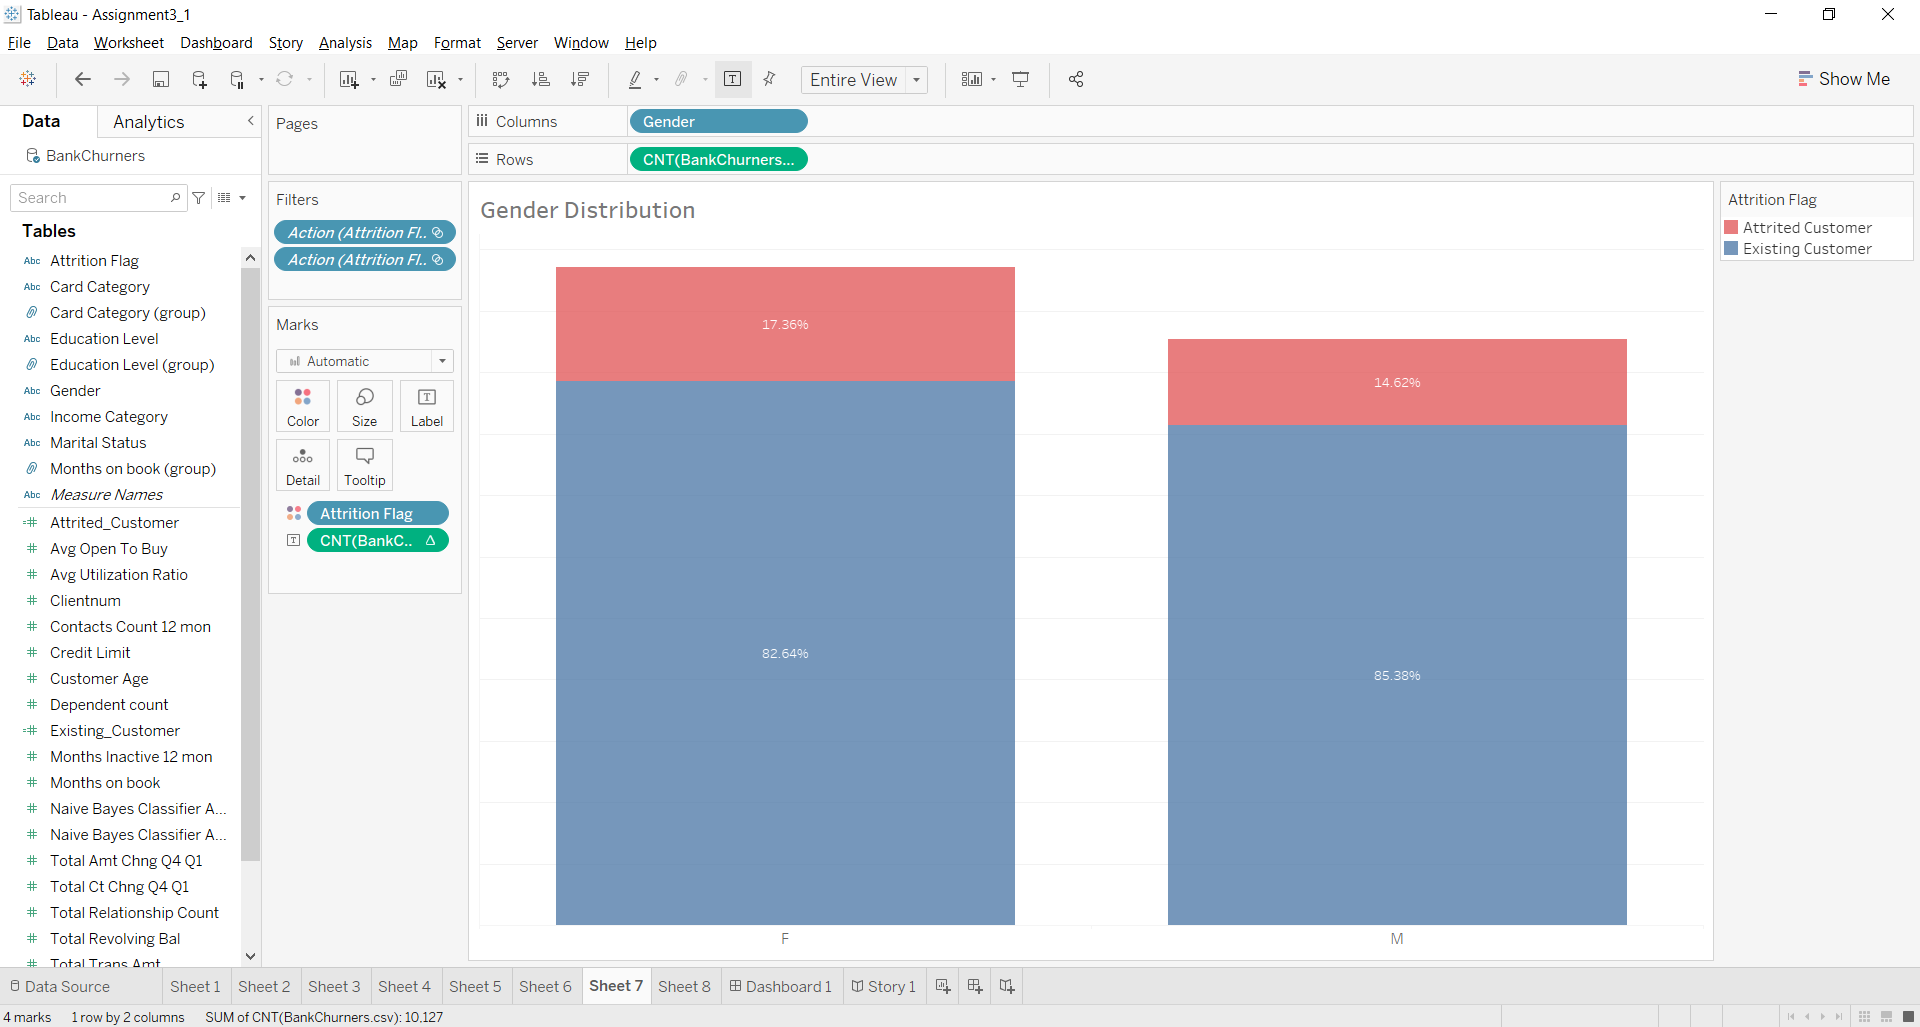 Tableau - Assignment3_1
File Data Worksheet Dashboard Story Analysis Map Format Server Window Help
Entire View
Show Me
Data Analytics
BankChurners
Search
Tables
Abc Attrition Flag
Abc Card Category
Card Category (group)
Abc Education Level
Education Level (group)
Abc Gender
Abc Income Category
Abc Marital Status
Months on book (group)
Abc Measure Names
Attrited_Customer
Avg Open To Buy
Avg Utilization Ratio
Clientnum
Contacts Count 12 mon
Credit Limit
Customer Age
Dependent count
Existing_Customer
Months Inactive 12 mon
Months on book
Naive Bayes Classifier A...
Naive Bayes Classifier A...
Total Amt Chng Q4 Q1
Total Ct Chng Q4 Q1
Total Relationship Count
Total Revolving Bal
Total Trans Amt
Pages
Filters
Action (Attrition Fl..
Action (Attrition Fl..
Marks
Automatic
Color Size Label
Detail Tooltip
Attrition Flag
CNT(BankC.. Δ
Columns Gender
Rows CNT(BankChurners...
Gender Distribution
17.36%
14.62%
82.64%
85.38%
F M
Attrition Flag
Attrited Customer
Existing Customer
Data Source Sheet 1 Sheet 2 Sheet 3 Sheet 4 Sheet 5 Sheet 6 Sheet 7 Sheet 8 Dashboard 1 Story 1
4 marks 1 row by 2 columns SUM of CNT(BankChurners.csv): 10,127